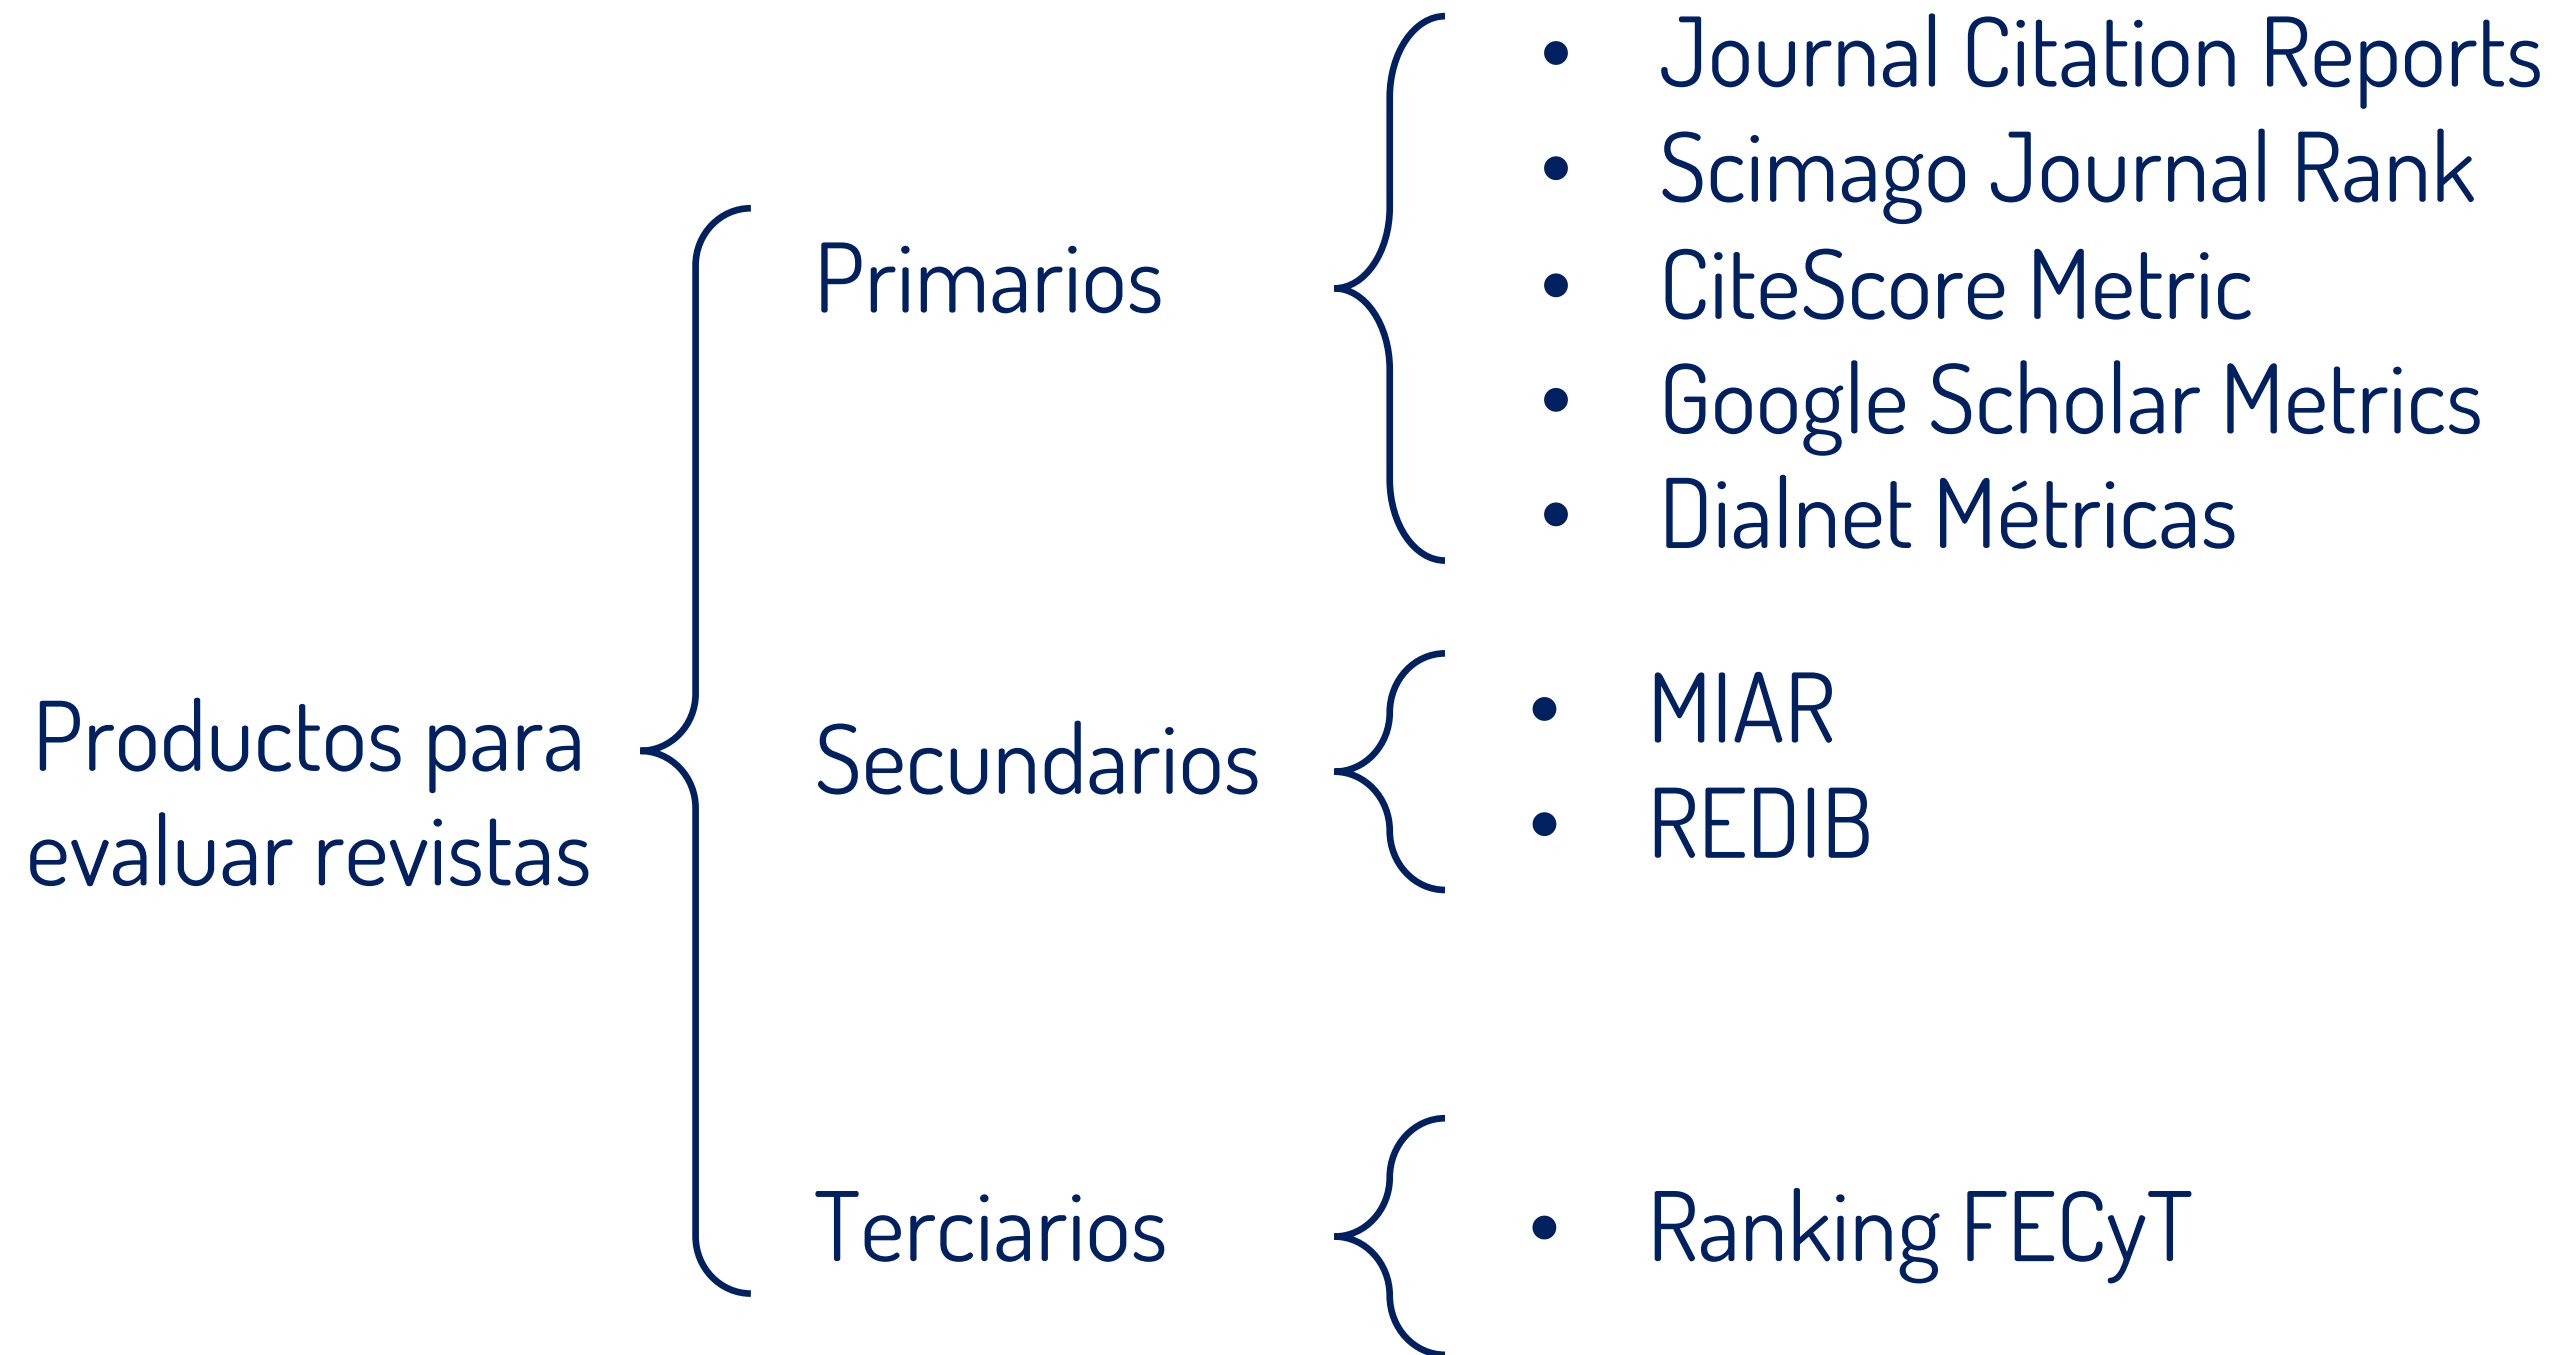 Productos para
evaluar revistas
Primarios
• Journal Citation Reports
• Scimago Journal Rank
• CiteScore Metric
• Google Scholar Metrics
• Dialnet Métricas
Secundarios
• MIAR
• REDIB
Terciarios
• Ranking FECyT